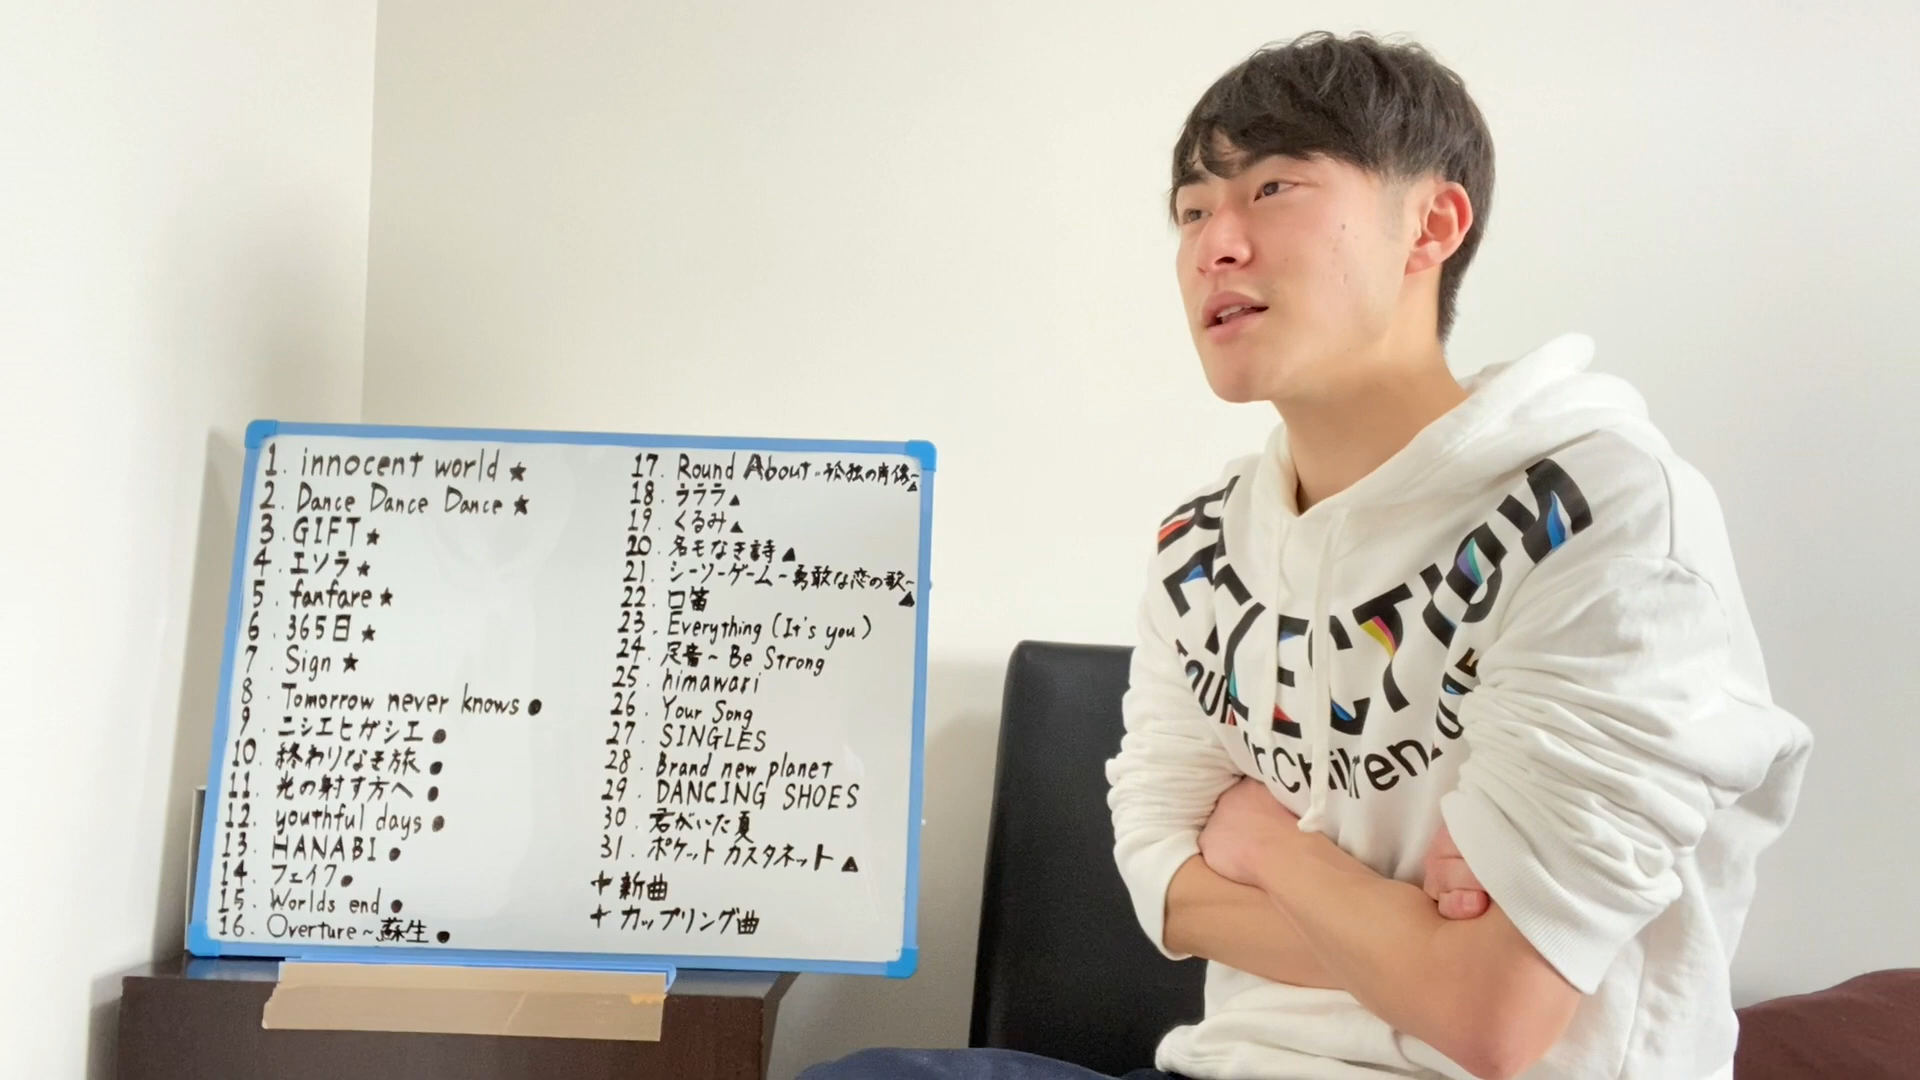 1. innocent world ★
2. Dance Dance Dance ★
3. GIFT ★
4. エソラ ★
5. fanfare ★
6. 365日 ★
7. Sign ★
8. Tomorrow never knows ●
9. ニシエヒガシエ ●
10. 終わりなき旅 ●
11. 光の射す方へ ●
12. youthful days ●
13. HANABI ●
14. フェイク ●
15. Worlds end ●
16. Overture~蘇生 ●
17. Round About~孤独の肖像~ ▲
18. ラララ ▲
19. くるみ ▲
20. 名もなき詩 ▲
21. シーソーゲーム~勇敢な恋の歌~ ▲
22. 口笛
23. Everything (It's you)
24. 足音~Be Strong
25. himawari
26. Your Song
27. SINGLES
28. Brand new planet
29. DANCING SHOES
30. 君がいた夏
31. ポケット カスタネット ▲
+ 新曲
+ カップリング曲
REFLECTION
TOUR
Mr.Children